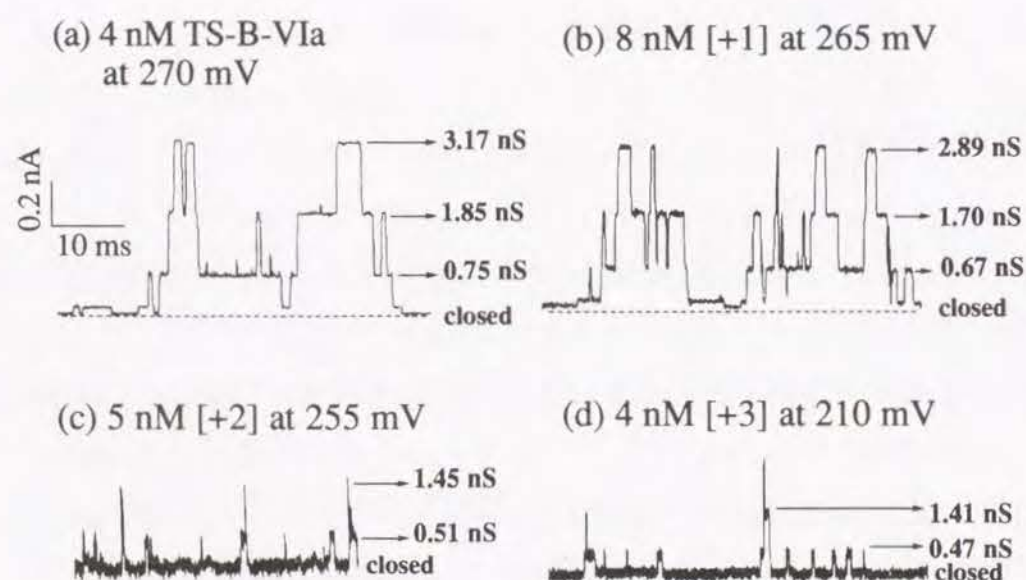 (a) 4 nM TS-B-VIa
at 270 mV
3.17 nS
1.85 nS
0.75 nS
closed
0.2 nA
10 ms
(b) 8 nM [+1] at 265 mV
2.89 nS
1.70 nS
0.67 nS
closed
(c) 5 nM [+2] at 255 mV
1.45 nS
0.51 nS
closed
(d) 4 nM [+3] at 210 mV
1.41 nS
0.47 nS
closed